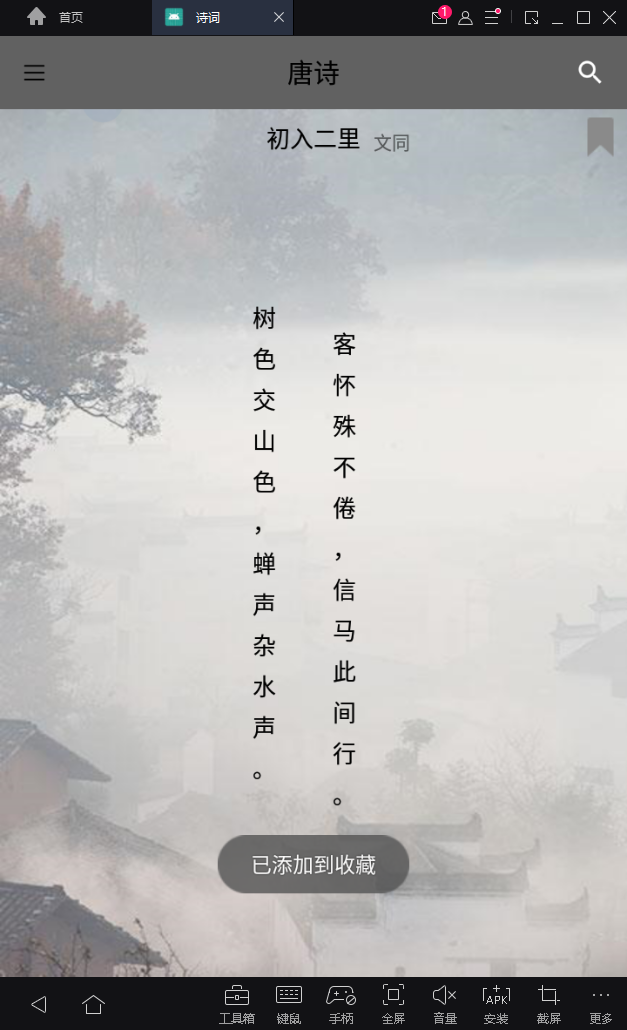 首页
诗词
1
唐诗
初入二里 文同
客怀殊不倦，信马此间行。
树色交山色，蝉声杂水声。
已添加到收藏
工具箱
键鼠
手柄
全屏
音量
APK
安装
截屏
更多